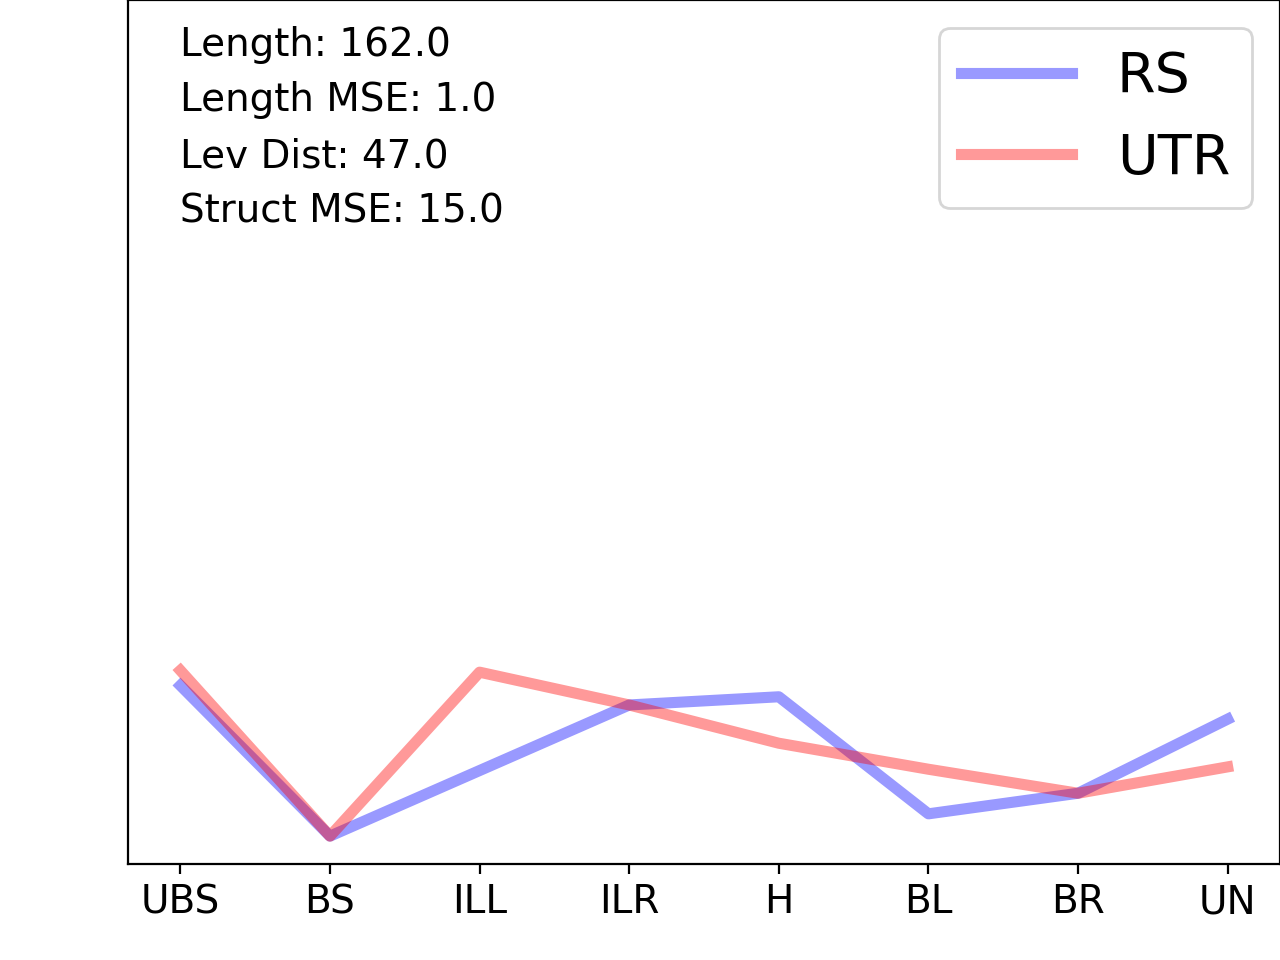 Length: 162.0
Length MSE: 1.0
Lev Dist: 47.0
Struct MSE: 15.0
RS
UTR
UBS BS ILL ILR H BL BR UN